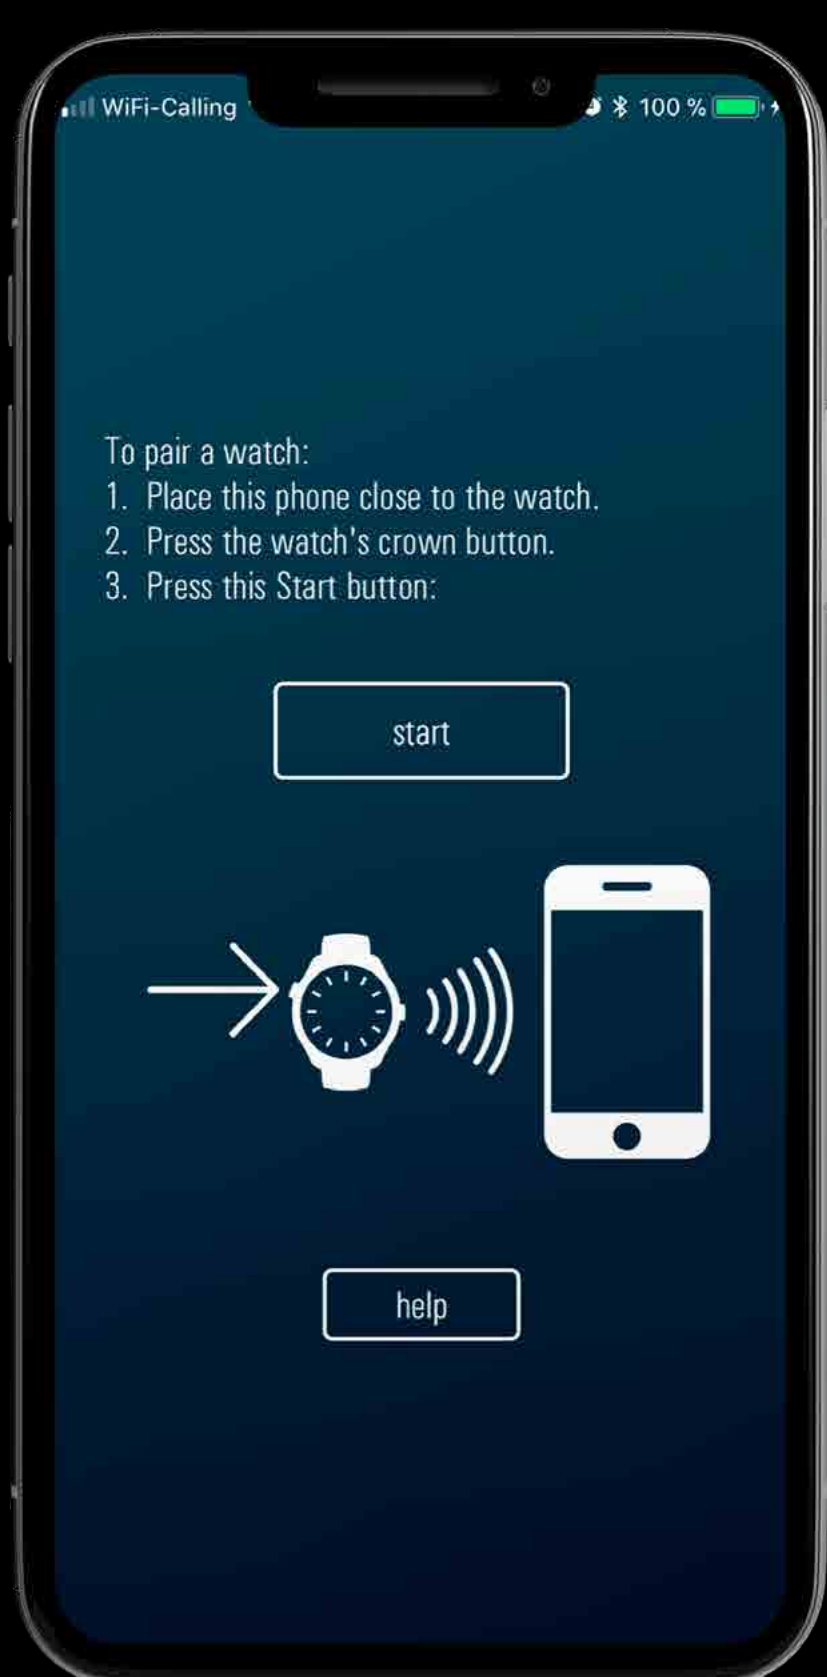 WiFi-Calling 100 %
To pair a watch:
1. Place this phone close to the watch.
2. Press the watch's crown button.
3. Press this Start button:
start
help